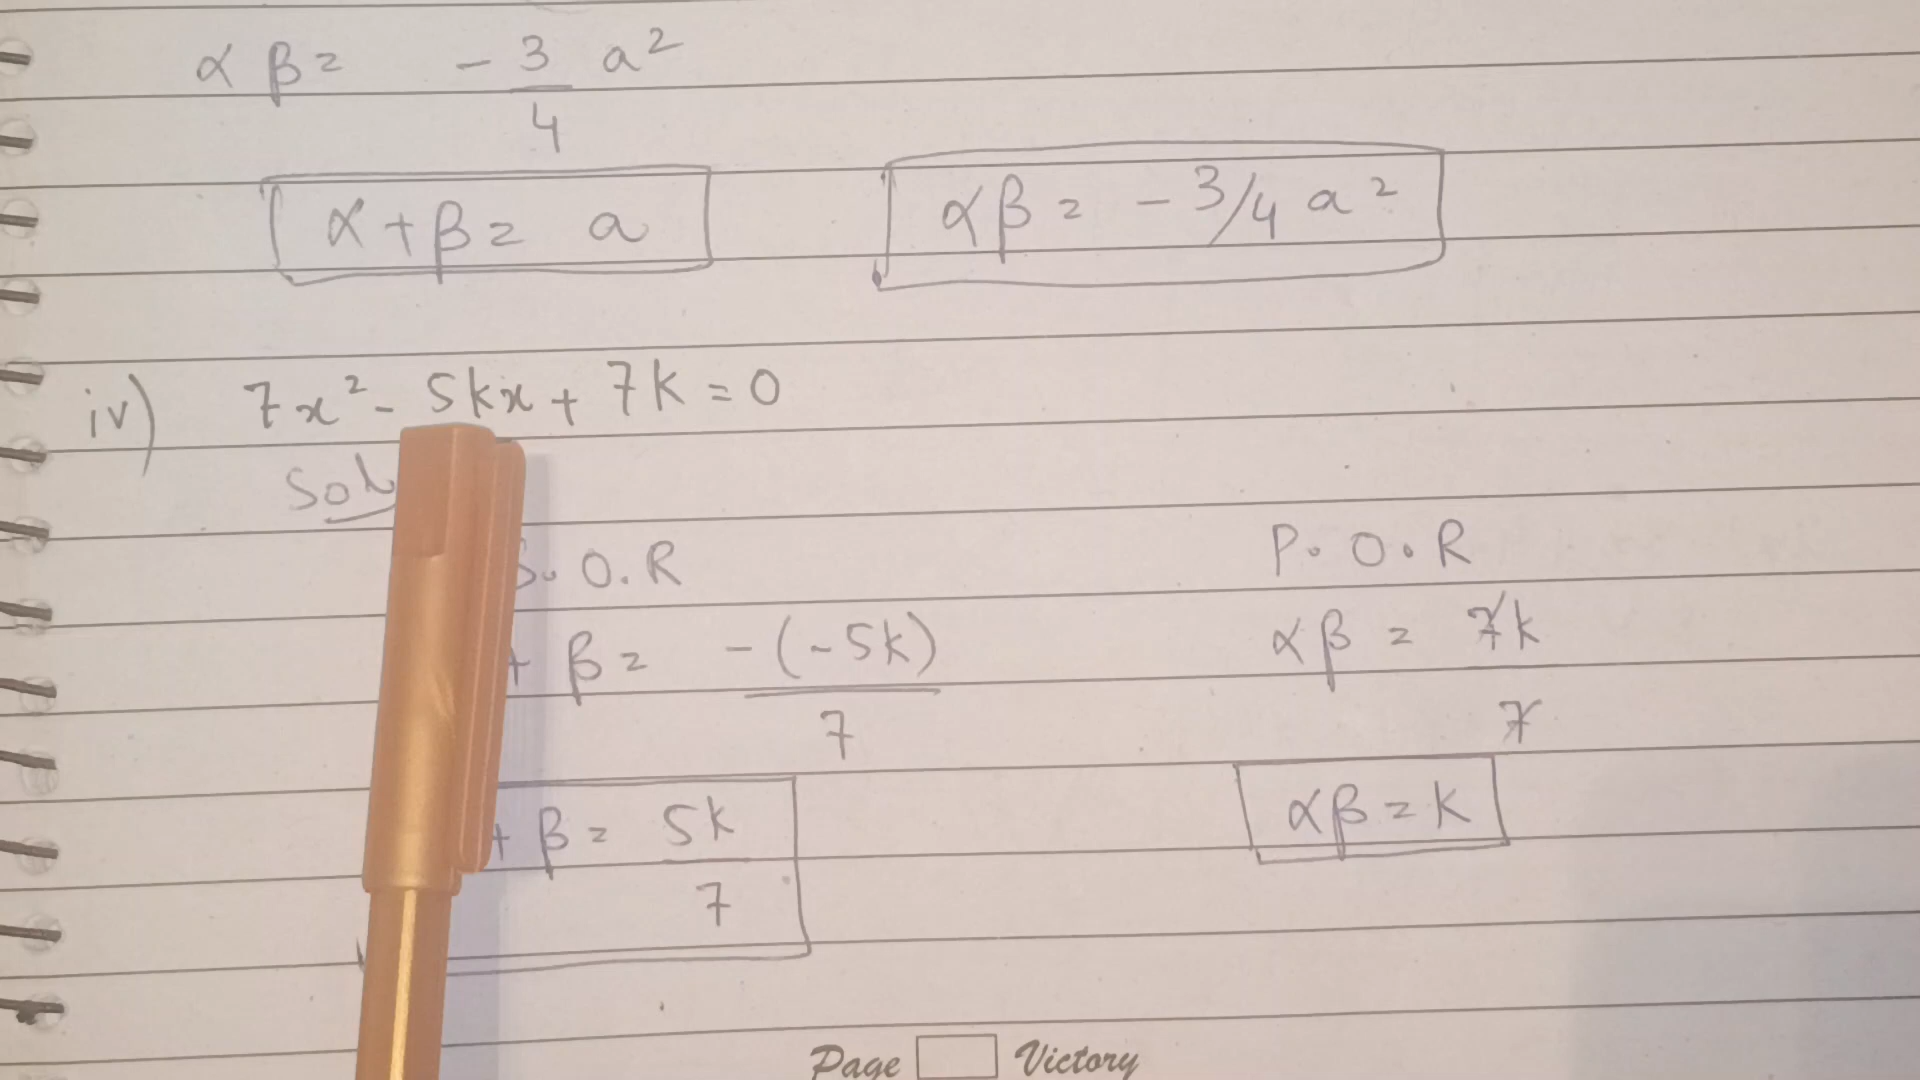 αβ = - 3/4 a²
α + β = a
αβ = - 3/4 a²
iv) 7x² - 5kx + 7k = 0
Sol
S.O.R
P.O.R
+ β = -(-5k)/7
αβ = 7k/7
+ β = 5k/7
αβ = k
Page Victory